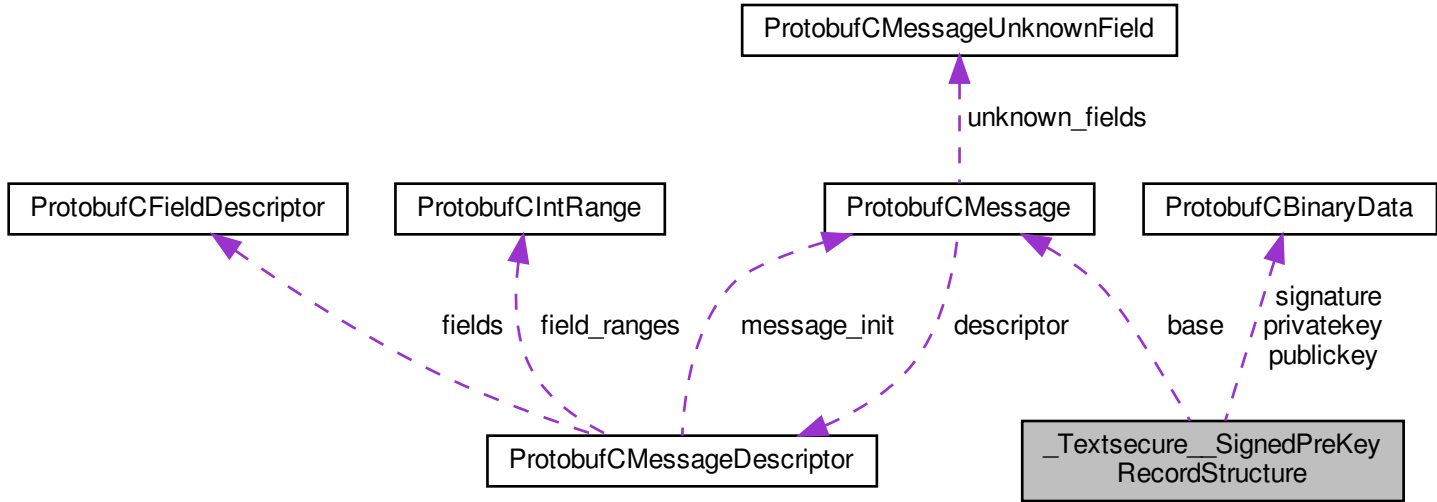 ProtobufCMessageUnknownField
unknown_fields
ProtobufCFieldDescriptor
ProtobufCIntRange
ProtobufCMessage
ProtobufCBinaryData
fields
field_ranges
message_init
descriptor
base
signature
privatekey
publickey
ProtobufCMessageDescriptor
_Textsecure__SignedPreKey
RecordStructure